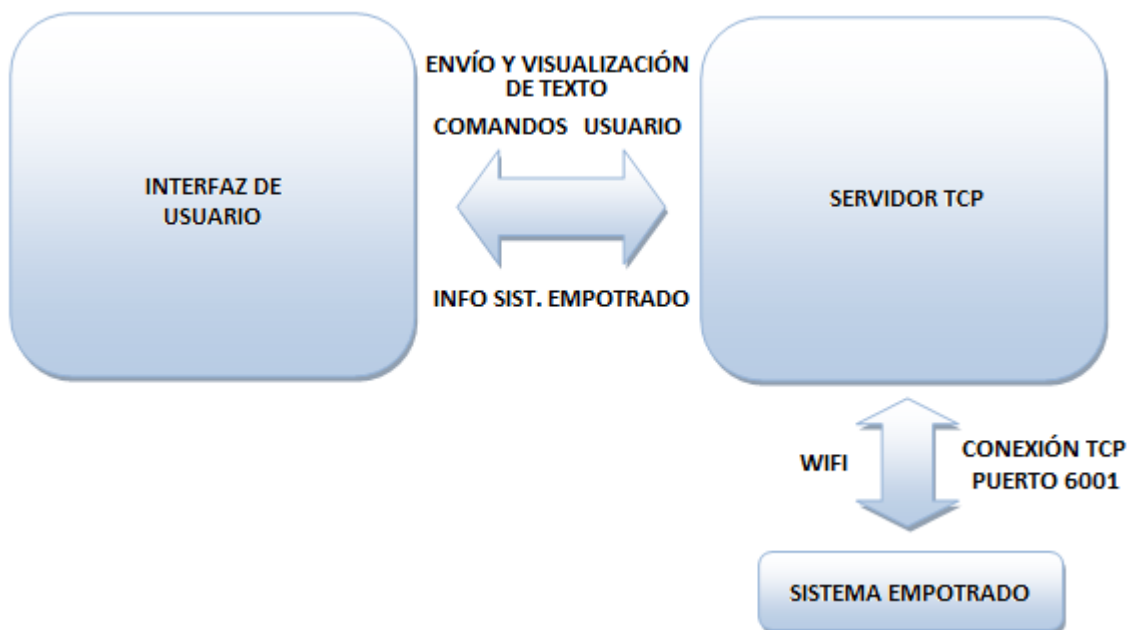 INTERFAZ DE
USUARIO
ENVÍO Y VISUALIZACIÓN
DE TEXTO
COMANDOS USUARIO
INFO SIST. EMPOTRADO
SERVIDOR TCP
WIFI
CONEXIÓN TCP
PUERTO 6001
SISTEMA EMPOTRADO